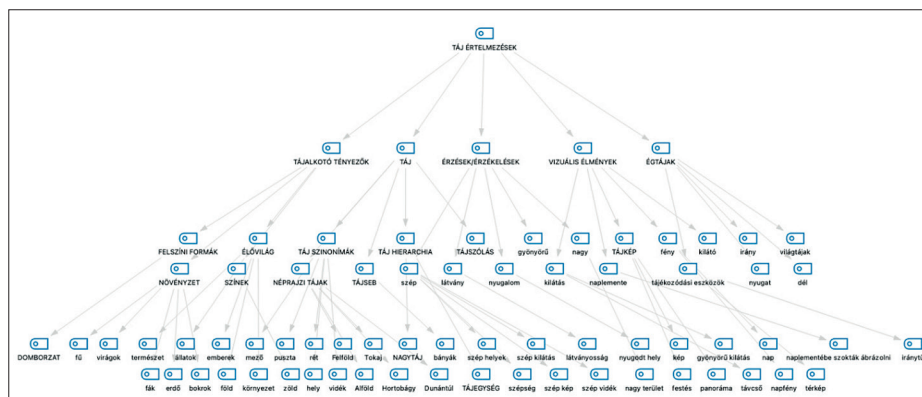 TÁJ ÉRTELMEZÉSEK
TÁJALKOTÓ TÉNYEZŐK TÁJ ÉRZÉSEK/ÉRZÉKELÉSEK VIZUÁLIS ÉLMÉNYEK ÉGTÁJAK
FELSZÍNI FORMÁK ÉLŐVILÁG TÁJ SZINONÍMÁK TÁJ HIERARCHIA TÁJSZÓLÁS gyönyörű nagy TÁJKÉP fény kilátó irány világtájak
NÖVÉNYZET SZÍNEK NÉPRAJZI TÁJAK TÁJSEB szép látvány nyugalom kilátás naplemente tájékozódási eszközök nyugat dél
DOMBORZAT fű virágok természet állatok emberek mező puszta rét Felföld Tokaj NAGYTÁJ bányák szép helyek szép kilátás látványosság nyugodt hely kép gyönyörű kilátás nap naplementébe szokták ábrázolni iránytű
fák erdő bokrok föld környezet zöld hely vidék Alföld Hortobágy Dunántúl TÁJEGYSÉG szépség szép kép szép vidék nagy terület festés panoráma távcső napfény térkép